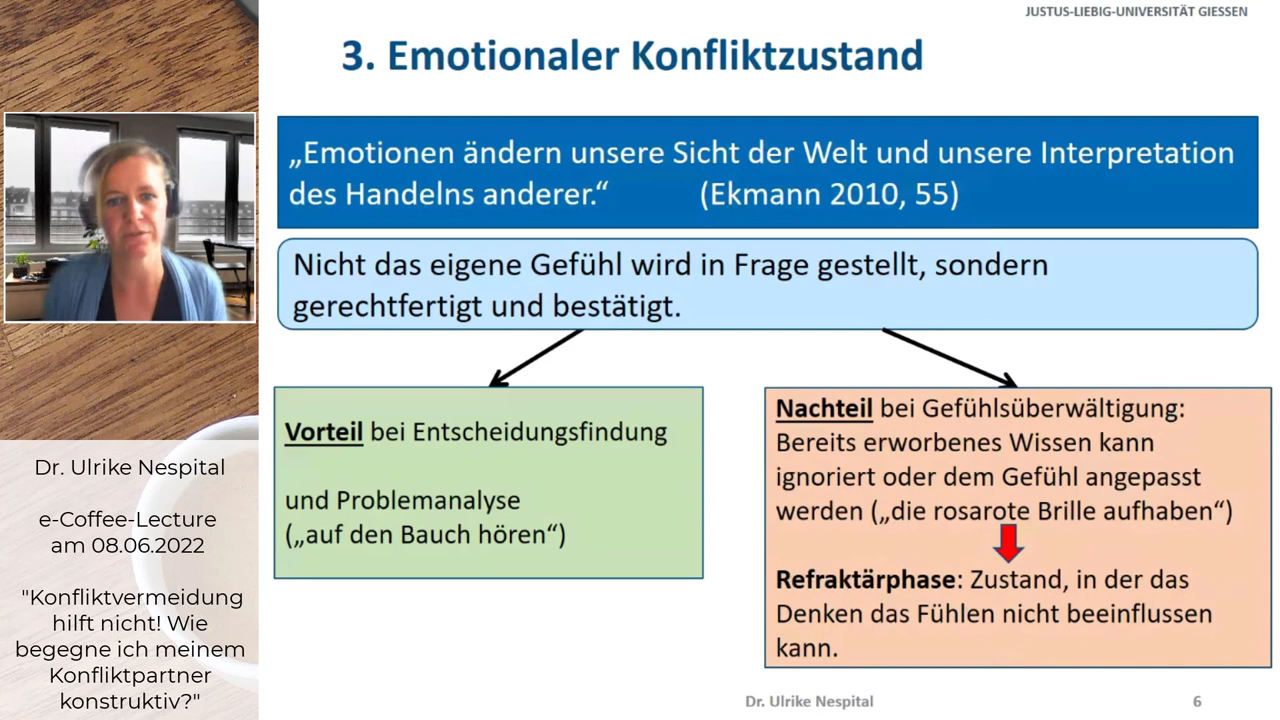 JUSTUS-LIEBIG-UNIVERSITÄT GIESSEN
3. Emotionaler Konfliktzustand
„Emotionen ändern unsere Sicht der Welt und unsere Interpretation
des Handelns anderer.“ (Ekmann 2010, 55)
Nicht das eigene Gefühl wird in Frage gestellt, sondern
gerechtfertigt und bestätigt.
Vorteil bei Entscheidungsfindung
und Problemanalyse
(„auf den Bauch hören“)
Nachteil bei Gefühlsüberwältigung:
Bereits erworbenes Wissen kann
ignoriert oder dem Gefühl angepasst
werden („die rosarote Brille aufhaben“)
Refraktärphase: Zustand, in der das
Denken das Fühlen nicht beeinflussen
kann.
Dr. Ulrike Nespital
6
Dr. Ulrike Nespital
e-Coffee-Lecture
am 08.06.2022
"Konfliktvermeidung
hilft nicht! Wie
begegne ich meinem
Konfliktpartner
konstruktiv?"